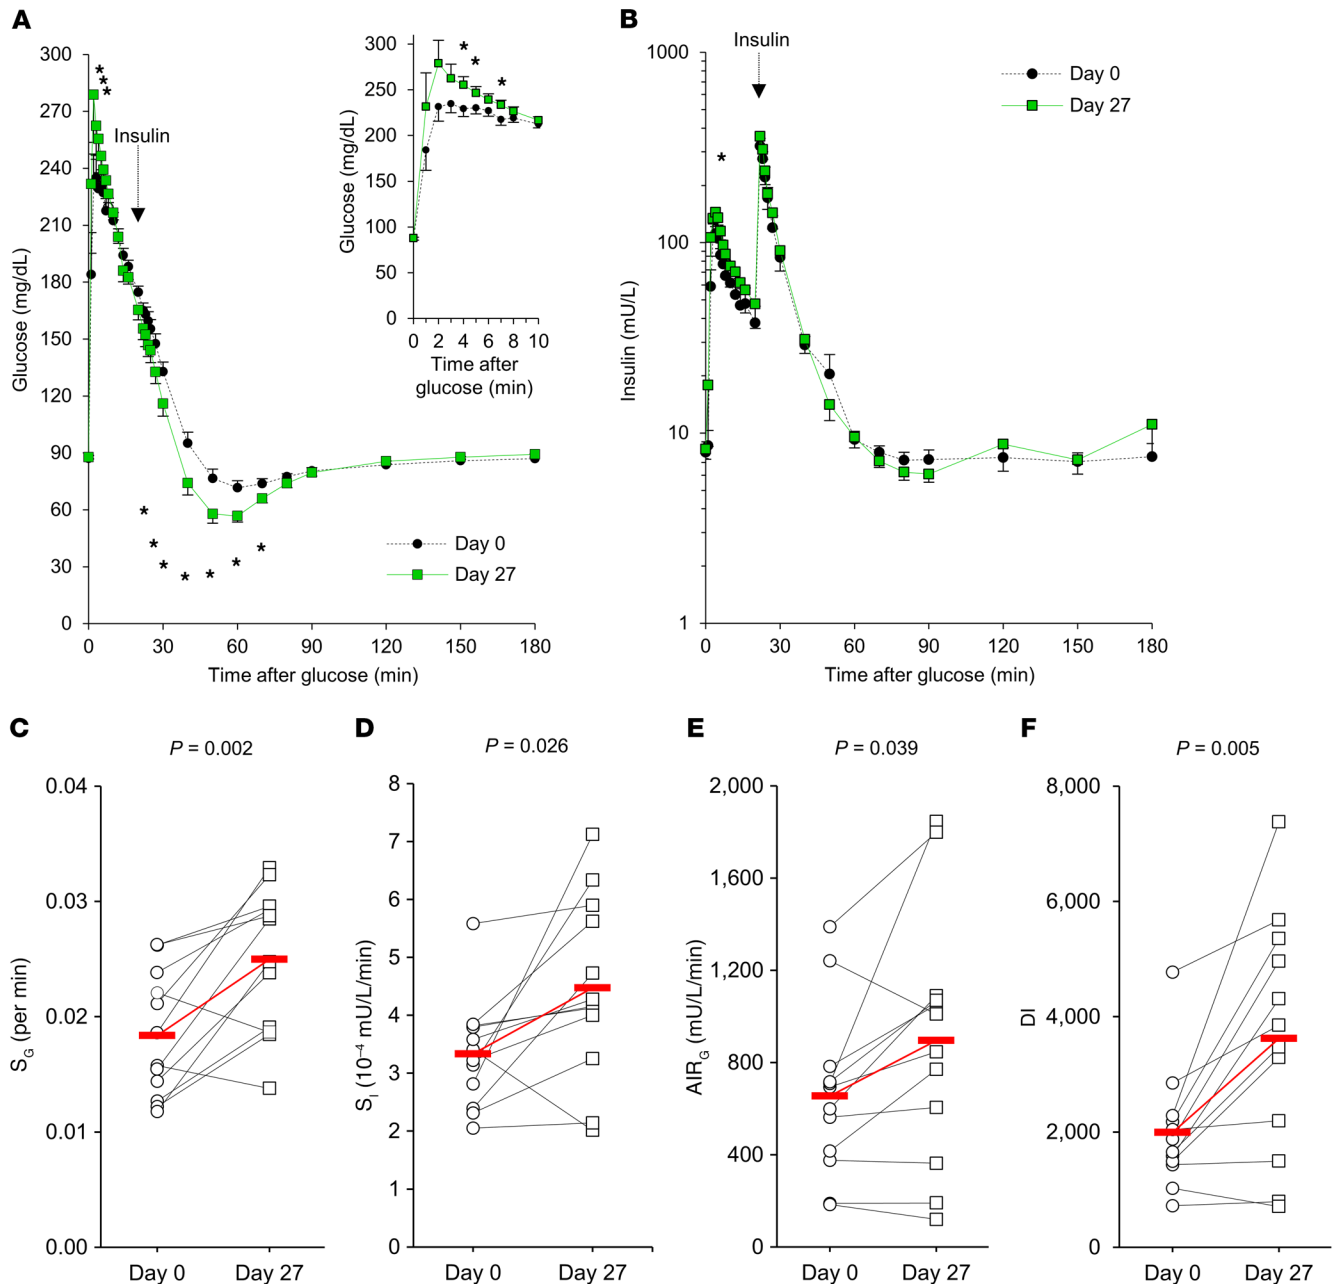 A
B
300
270
240
210
180
150
120
90
60
30
0
Glucose (mg/dL)
0 30 60 90 120 150 180
Time after glucose (min)
Insulin
* * *
* * * * * * *
Day 0
Day 27
300
250
200
150
100
50
0
Glucose (mg/dL)
* * *
0 2 4 6 8 10
Time after
glucose (min)
1000
100
10
1
Insulin (mU/L)
Insulin
*
Day 0
Day 27
0 30 60 90 120 150 180
Time after glucose (min)
C
P = 0.002
0.04
0.03
0.02
0.01
0.00
SG (per min)
Day 0 Day 27
D
P = 0.026
8
7
6
5
4
3
2
1
0
SI (10⁻⁴ mU/L/min)
Day 0 Day 27
E
P = 0.039
2,000
1,600
1,200
800
400
0
AIRG (mU/L/min)
Day 0 Day 27
F
P = 0.005
8,000
6,000
4,000
2,000
0
DI
Day 0 Day 27